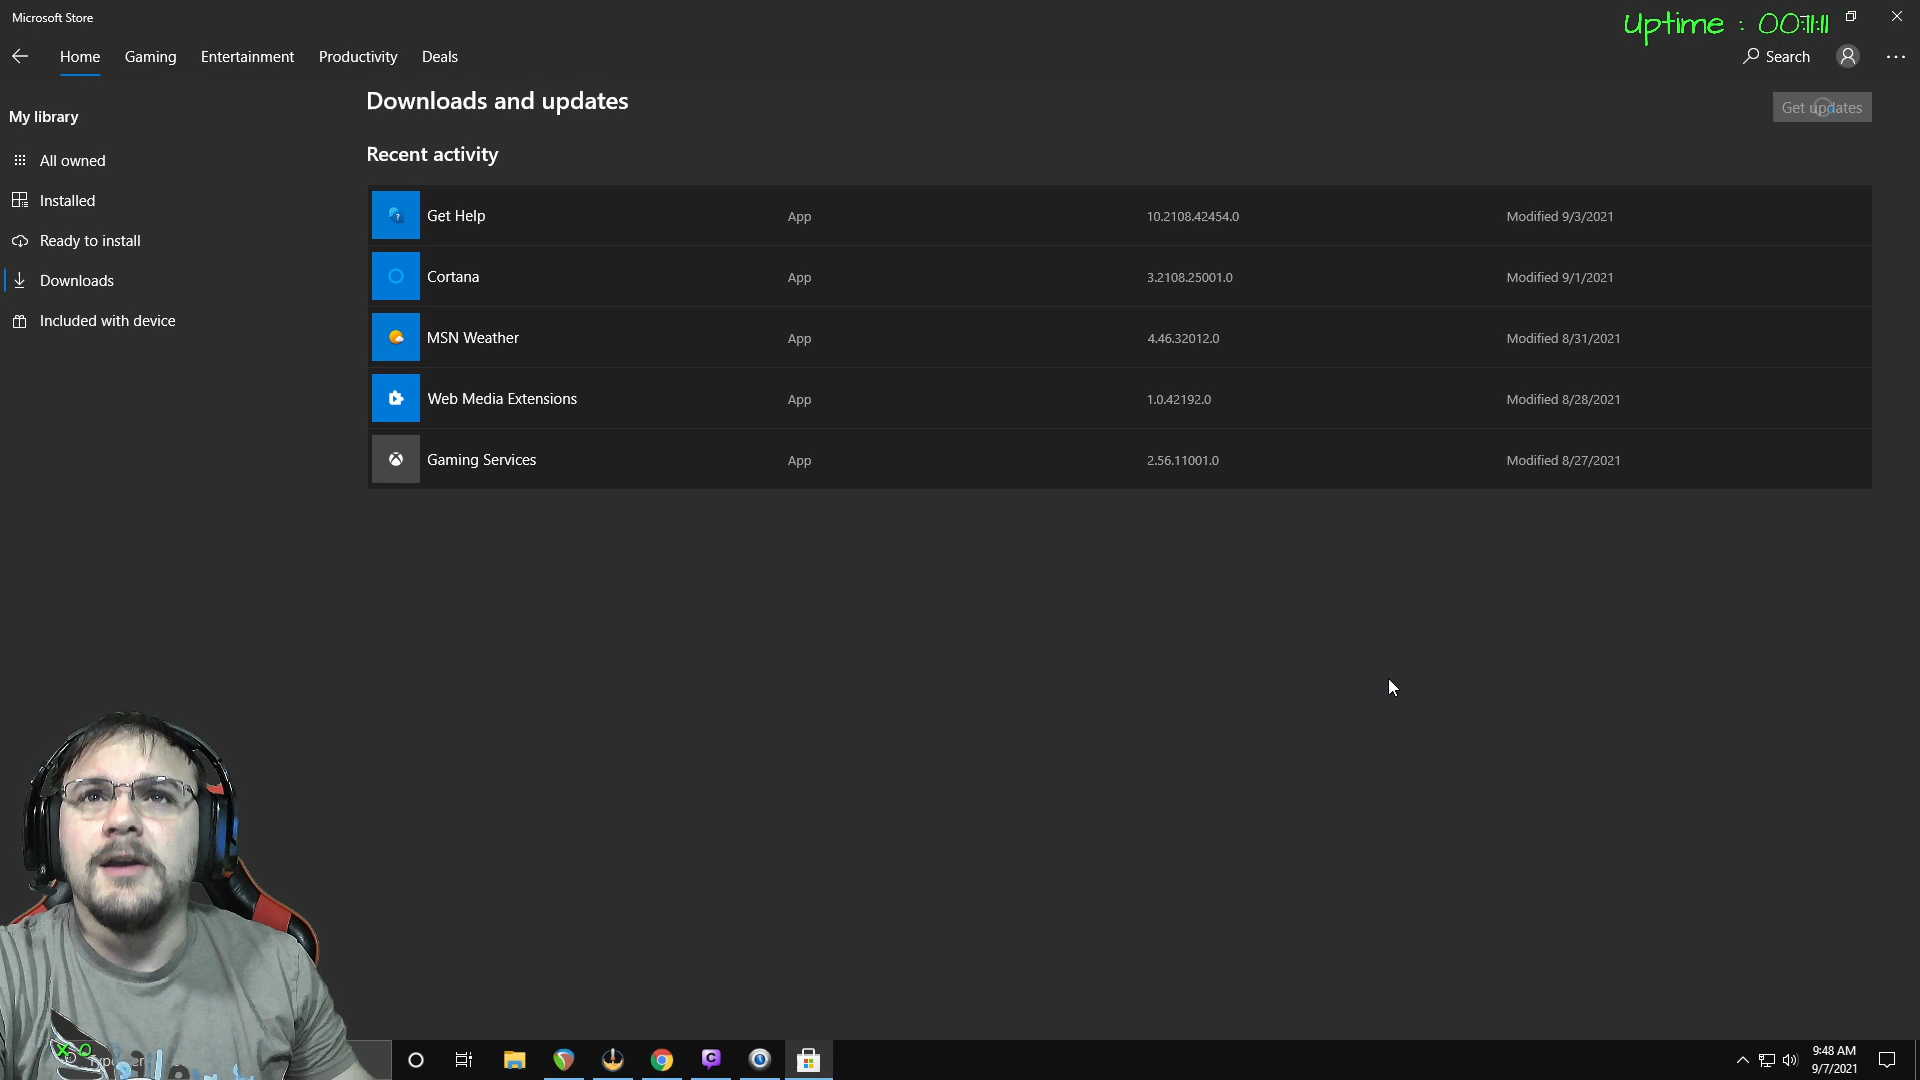 Microsoft Store
Uptime :
Home Gaming Entertainment Productivity Deals
Search
My library
Downloads and updates
Get updates
Recent activity
All owned
Installed
Ready to install
Downloads
Included with device
Get Help App 10.2108.42454.0 Modified 9/3/2021
Cortana App 3.2108.25001.0 Modified 9/1/2021
MSN Weather App 4.46.32012.0 Modified 8/31/2021
Web Media Extensions App 1.0.42192.0 Modified 8/28/2021
Gaming Services App 2.56.11001.0 Modified 8/27/2021
9:48 AM
9/7/2021